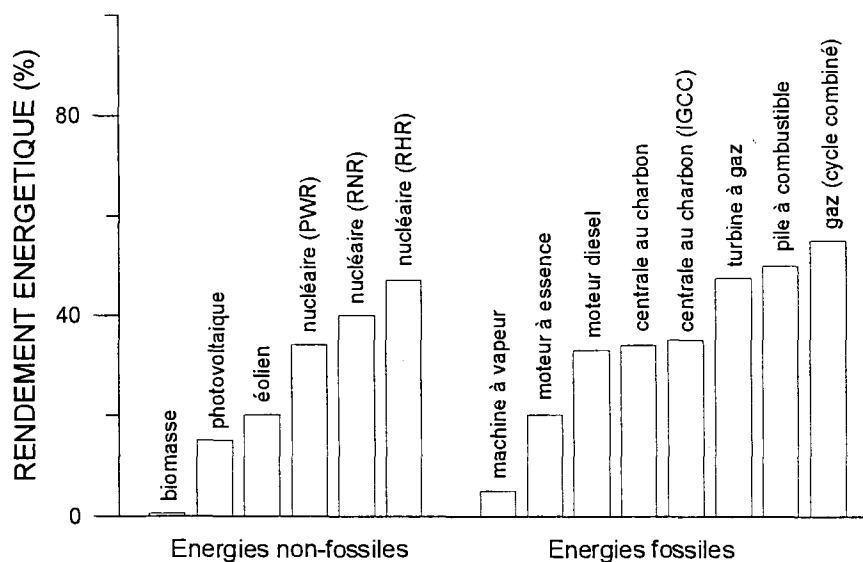 RENDEMENT ENERGETIQUE (%)
80
40
0
biomasse
photovoltaique
éolien
nucléaire (PWR)
nucléaire (RNR)
nucléaire (RHR)
machine à vapeur
moteur à essence
moteur diesel
centrale au charbon
centrale au charbon (IGCC)
turbine à gaz
pile à combustible
gaz (cycle combiné)
Energies non-fossiles
Energies fossiles